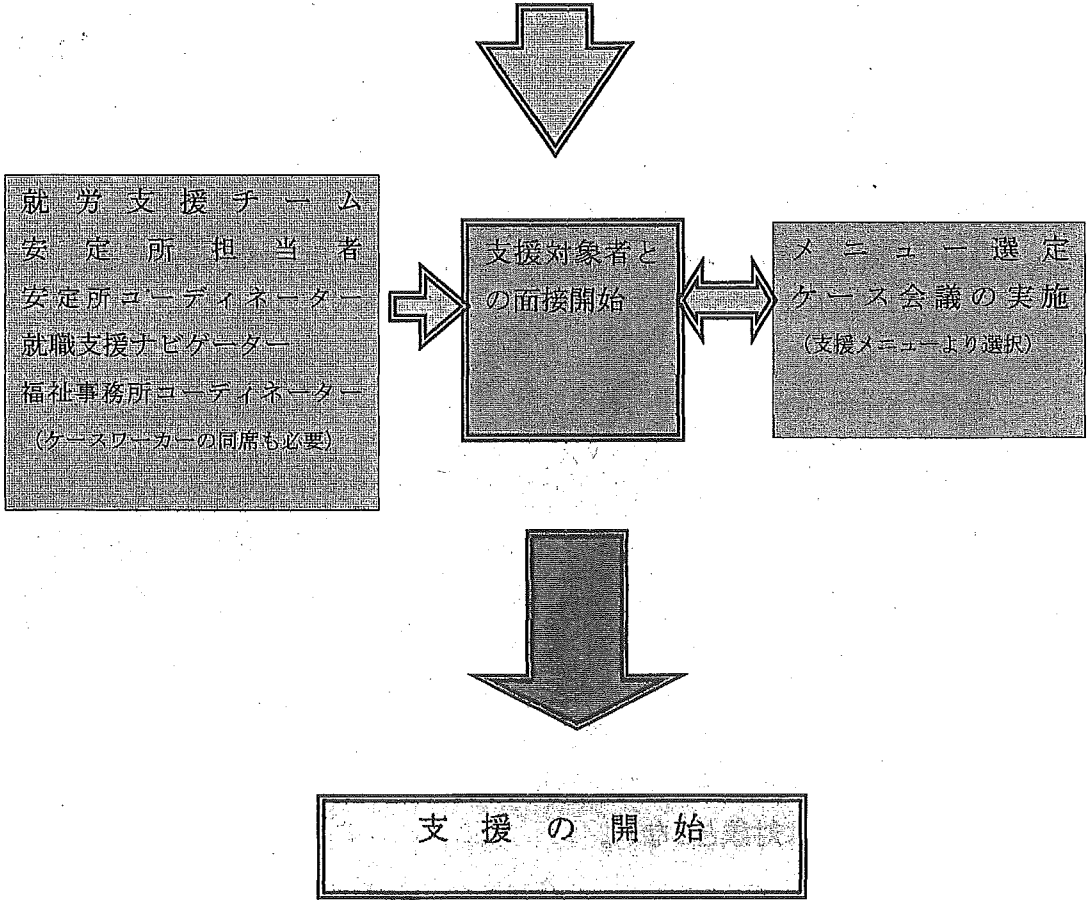 就労支援チーム
安定所担当者
安定所コーディネーター
就職支援ナビゲーター
福祉事務所コーディネーター
（ケースワーカーの同席も必要）
支援対象者と
の面接開始
メニュー選定
ケース会議の実施
（支援メニューより選択）
支援の開始